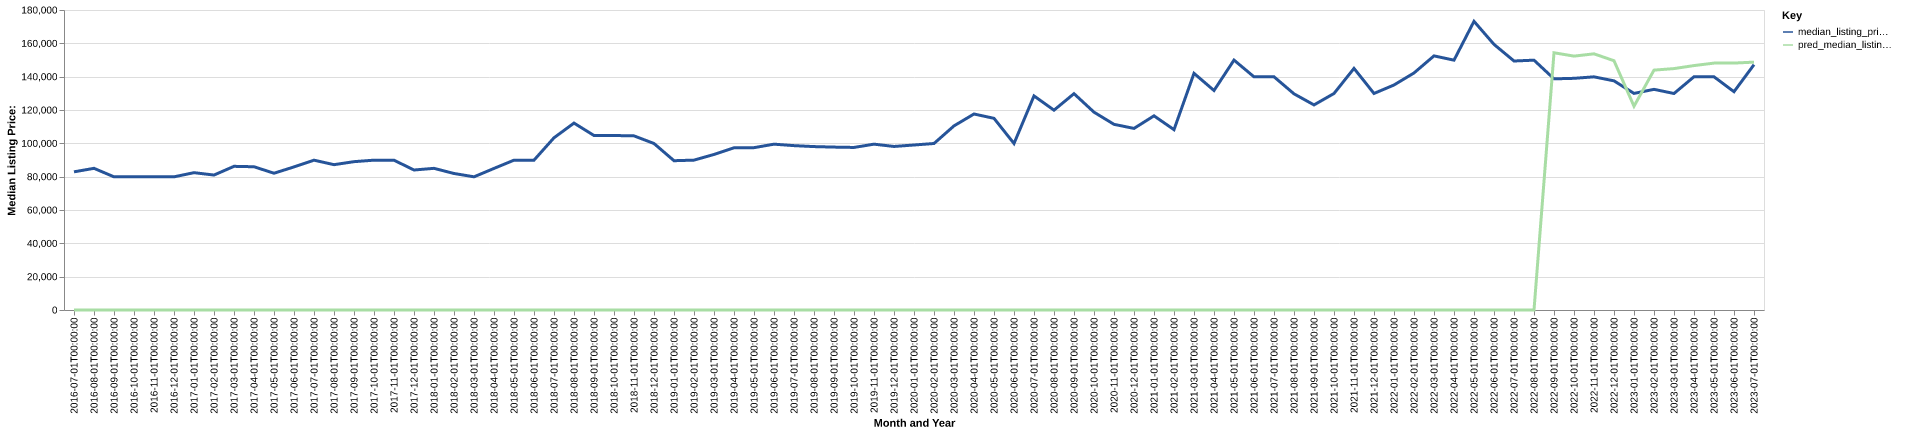 180,000
160,000
140,000
120,000
100,000
80,000
60,000
40,000
20,000
0
Median Listing Price:
2016-07-01T00:00:00
2016-08-01T00:00:00
2016-09-01T00:00:00
2016-10-01T00:00:00
2016-11-01T00:00:00
2016-12-01T00:00:00
2017-01-01T00:00:00
2017-02-01T00:00:00
2017-03-01T00:00:00
2017-04-01T00:00:00
2017-05-01T00:00:00
2017-06-01T00:00:00
2017-07-01T00:00:00
2017-08-01T00:00:00
2017-09-01T00:00:00
2017-10-01T00:00:00
2017-11-01T00:00:00
2017-12-01T00:00:00
2018-01-01T00:00:00
2018-02-01T00:00:00
2018-03-01T00:00:00
2018-04-01T00:00:00
2018-05-01T00:00:00
2018-06-01T00:00:00
2018-07-01T00:00:00
2018-08-01T00:00:00
2018-09-01T00:00:00
2018-10-01T00:00:00
2018-11-01T00:00:00
2018-12-01T00:00:00
2019-01-01T00:00:00
2019-02-01T00:00:00
2019-03-01T00:00:00
2019-04-01T00:00:00
2019-05-01T00:00:00
2019-06-01T00:00:00
2019-07-01T00:00:00
2019-08-01T00:00:00
2019-09-01T00:00:00
2019-10-01T00:00:00
2019-11-01T00:00:00
2019-12-01T00:00:00
2020-01-01T00:00:00
2020-02-01T00:00:00
2020-03-01T00:00:00
2020-04-01T00:00:00
2020-05-01T00:00:00
2020-06-01T00:00:00
2020-07-01T00:00:00
2020-08-01T00:00:00
2020-09-01T00:00:00
2020-10-01T00:00:00
2020-11-01T00:00:00
2020-12-01T00:00:00
2021-01-01T00:00:00
2021-02-01T00:00:00
2021-03-01T00:00:00
2021-04-01T00:00:00
2021-05-01T00:00:00
2021-06-01T00:00:00
2021-07-01T00:00:00
2021-08-01T00:00:00
2021-09-01T00:00:00
2021-10-01T00:00:00
2021-11-01T00:00:00
2021-12-01T00:00:00
2022-01-01T00:00:00
2022-02-01T00:00:00
2022-03-01T00:00:00
2022-04-01T00:00:00
2022-05-01T00:00:00
2022-06-01T00:00:00
2022-07-01T00:00:00
2022-08-01T00:00:00
2022-09-01T00:00:00
2022-10-01T00:00:00
2022-11-01T00:00:00
2022-12-01T00:00:00
2023-01-01T00:00:00
2023-02-01T00:00:00
2023-03-01T00:00:00
2023-04-01T00:00:00
2023-05-01T00:00:00
2023-06-01T00:00:00
2023-07-01T00:00:00
Month and Year
Key
median_listing_pri…
pred_median_listin…